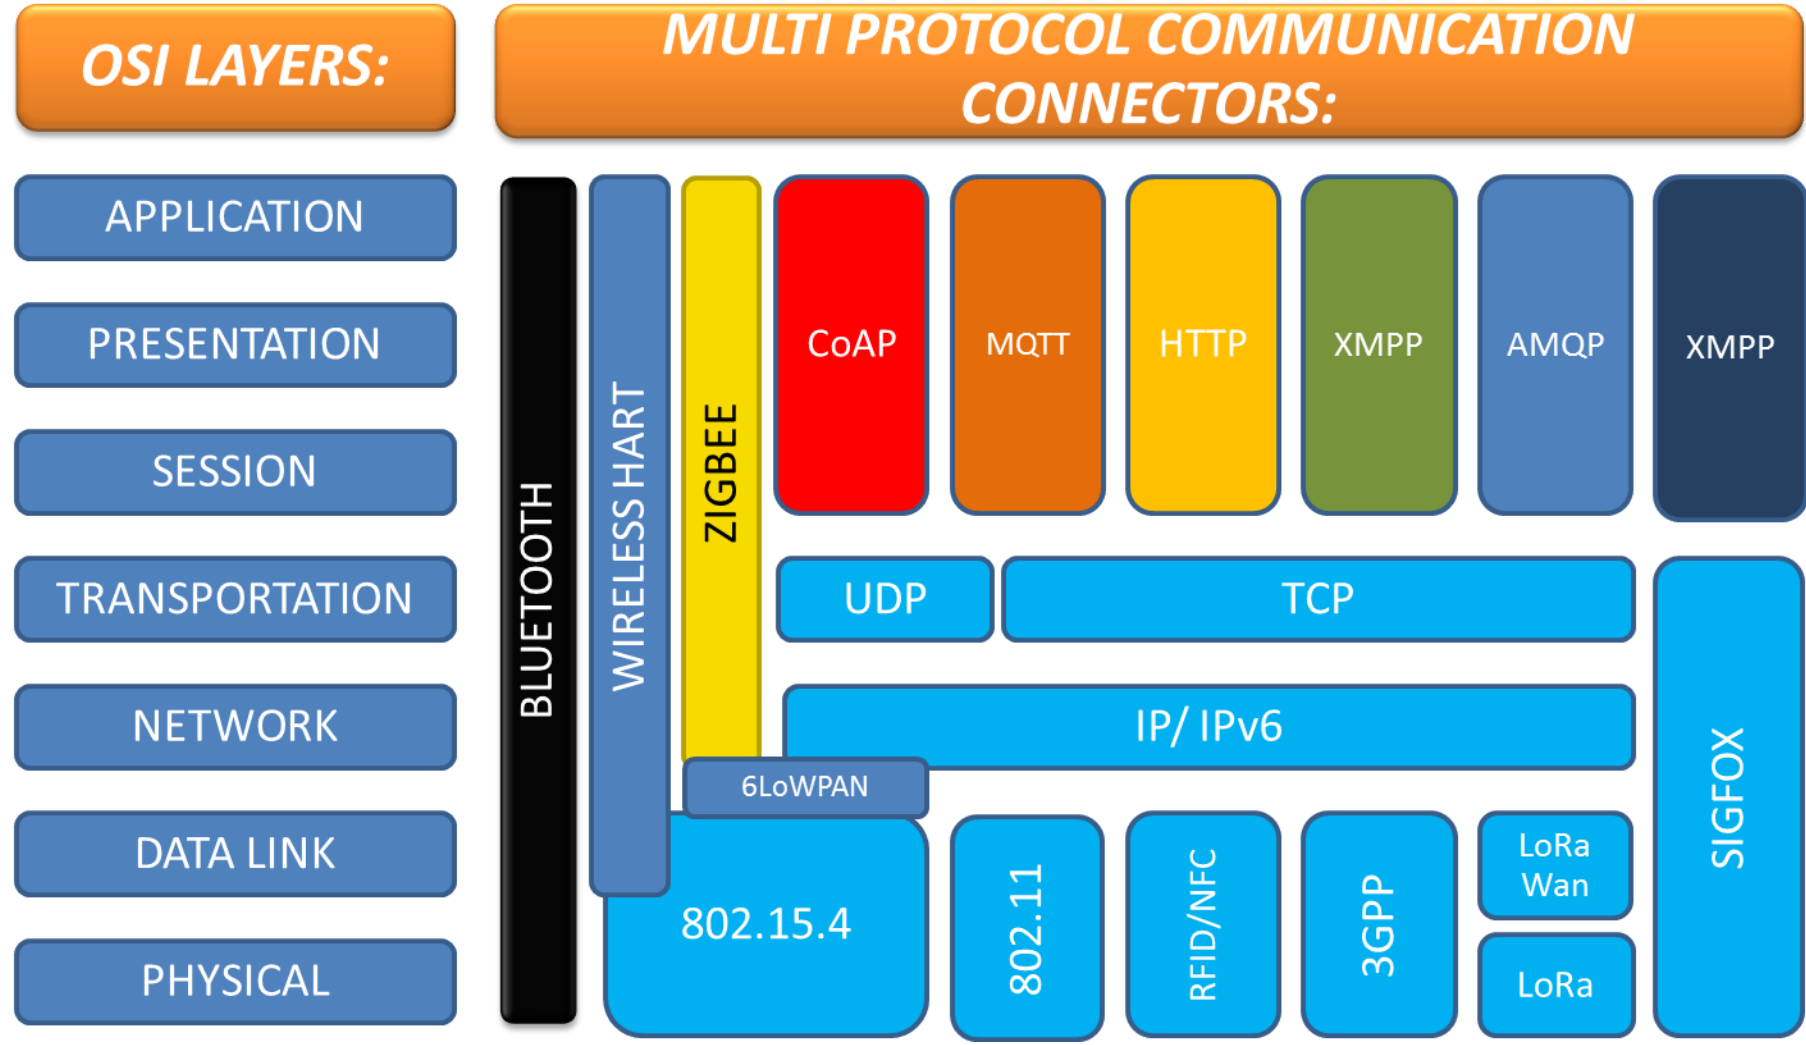 OSI LAYERS:
MULTI PROTOCOL COMMUNICATION
CONNECTORS:
APPLICATION
PRESENTATION
SESSION
TRANSPORTATION
NETWORK
DATA LINK
PHYSICAL
BLUETOOTH
WIRELESS HART
ZIGBEE
CoAP
MQTT
HTTP
XMPP
AMQP
XMPP
UDP
TCP
IP/ IPv6
6LoWPAN
802.15.4
802.11
RFID/NFC
3GPP
LoRa
Wan
LoRa
SIGFOX